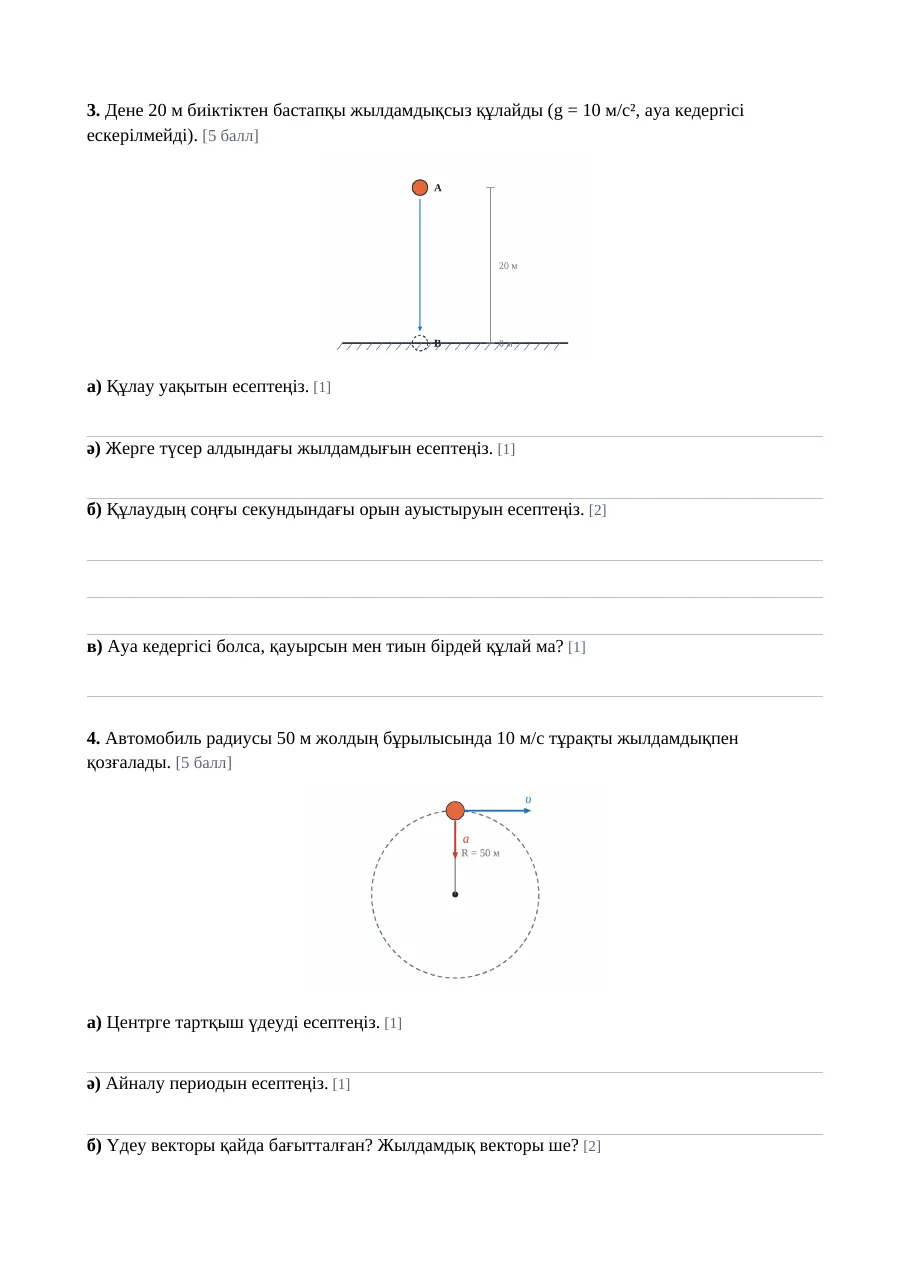 3. Дене 20 м биіктіктен бастапқы жылдамдықсыз құлайды (g = 10 м/с², ауа кедергісі
ескерілмейді). [5 балл]
A
20 м
B
а) Құлау уақытын есептеңіз. [1]
ә) Жерге түсер алдындағы жылдамдығын есептеңіз. [1]
б) Құлаудың соңғы секундындағы орын ауыстыруын есептеңіз. [2]
в) Ауа кедергісі болса, қауырсын мен тиын бірдей құлай ма? [1]
4. Автомобиль радиусы 50 м жолдың бұрылысында 10 м/с тұрақты жылдамдықпен
қозғалады. [5 балл]
υ
a
R = 50 м
а) Центрге тартқыш үдеуді есептеңіз. [1]
ә) Айналу периодын есептеңіз. [1]
б) Үдеу векторы қайда бағытталған? Жылдамдық векторы ше? [2]